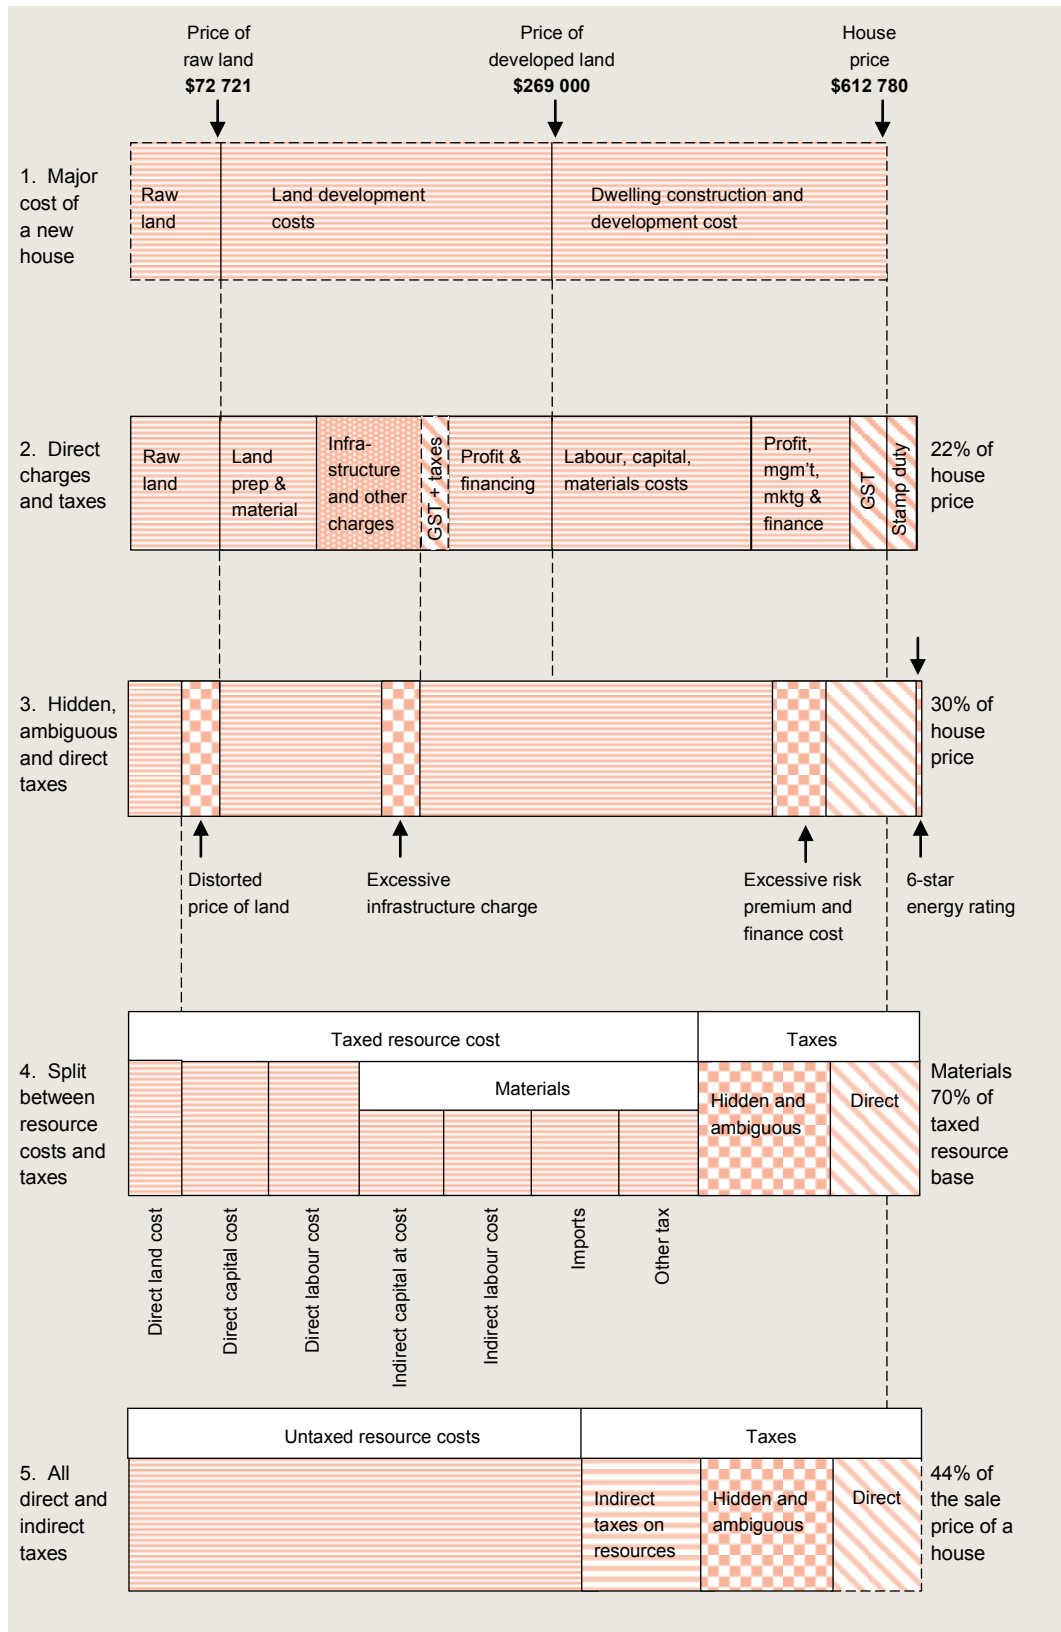 Price of
raw land
$72 721
Price of
developed land
$269 000
House
price
$612 780
1. Major
cost of
a new
house
Raw
land
Land development
costs
Dwelling construction and
development cost
2. Direct
charges
and taxes
Raw
land
Land
prep &
material
Infra-
structure
and other
charges
GST + taxes
Profit &
financing
Labour, capital,
materials costs
Profit,
mgm't,
mktg &
finance
GST
Stamp duty
22% of
house
price
3. Hidden,
ambiguous
and direct
taxes
30% of
house
price
Distorted
price of land
Excessive
infrastructure charge
Excessive risk
premium and
finance cost
6-star
energy rating
4. Split
between
resource
costs and
taxes
Taxed resource cost
Taxes
Materials
Hidden and
ambiguous
Direct
Materials
70% of
taxed
resource
base
Direct land cost
Direct capital cost
Direct labour cost
Indirect capital at cost
Indirect labour cost
Imports
Other tax
5. All
direct and
indirect
taxes
Untaxed resource costs
Taxes
Indirect
taxes on
resources
Hidden and
ambiguous
Direct
44% of
the sale
price of a
house